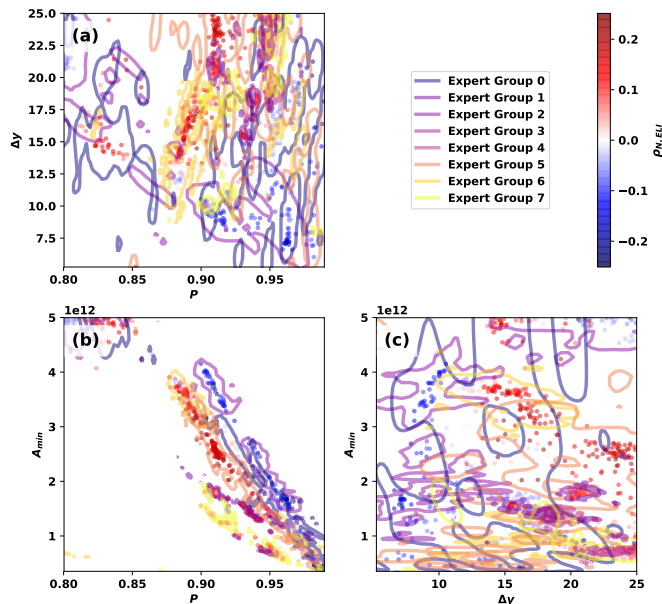 (a)
25.0
22.5
20.0
17.5
15.0
12.5
10.0
7.5
Δy
0.80 0.85 0.90 0.95
P
Expert Group 0
Expert Group 1
Expert Group 2
Expert Group 3
Expert Group 4
Expert Group 5
Expert Group 6
Expert Group 7
0.2
0.1
0.0
−0.1
−0.2
ρN,ELI
1e12
(b)
5
4
3
2
1
Amin
0.80 0.85 0.90 0.95
P
1e12
(c)
5
4
3
2
1
Amin
10 15 20 25
Δy